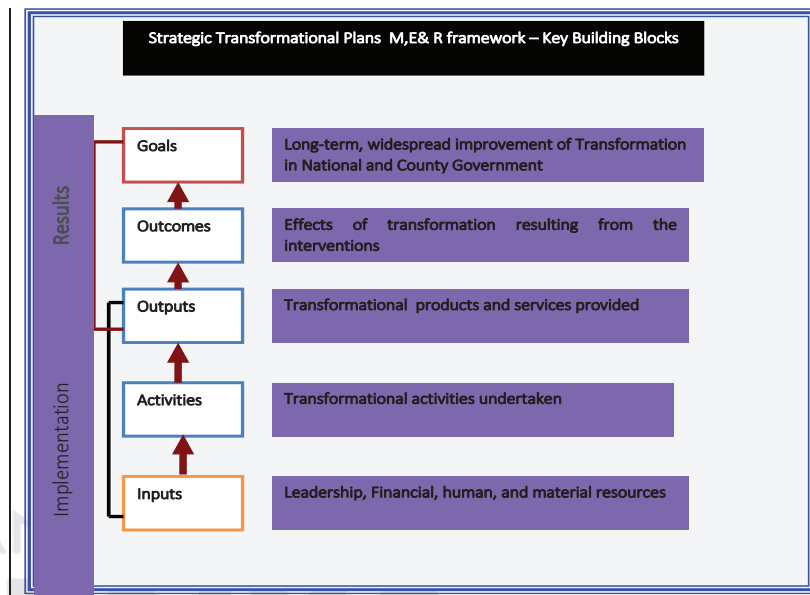 Strategic Transformational Plans M,E& R framework – Key Building Blocks
Results
Goals
Long-term, widespread improvement of Transformation
in National and County Government
Outcomes
Effects of transformation resulting from the
interventions
Outputs
Transformational products and services provided
Implementation
Activities
Transformational activities undertaken
Inputs
Leadership, Financial, human, and material resources